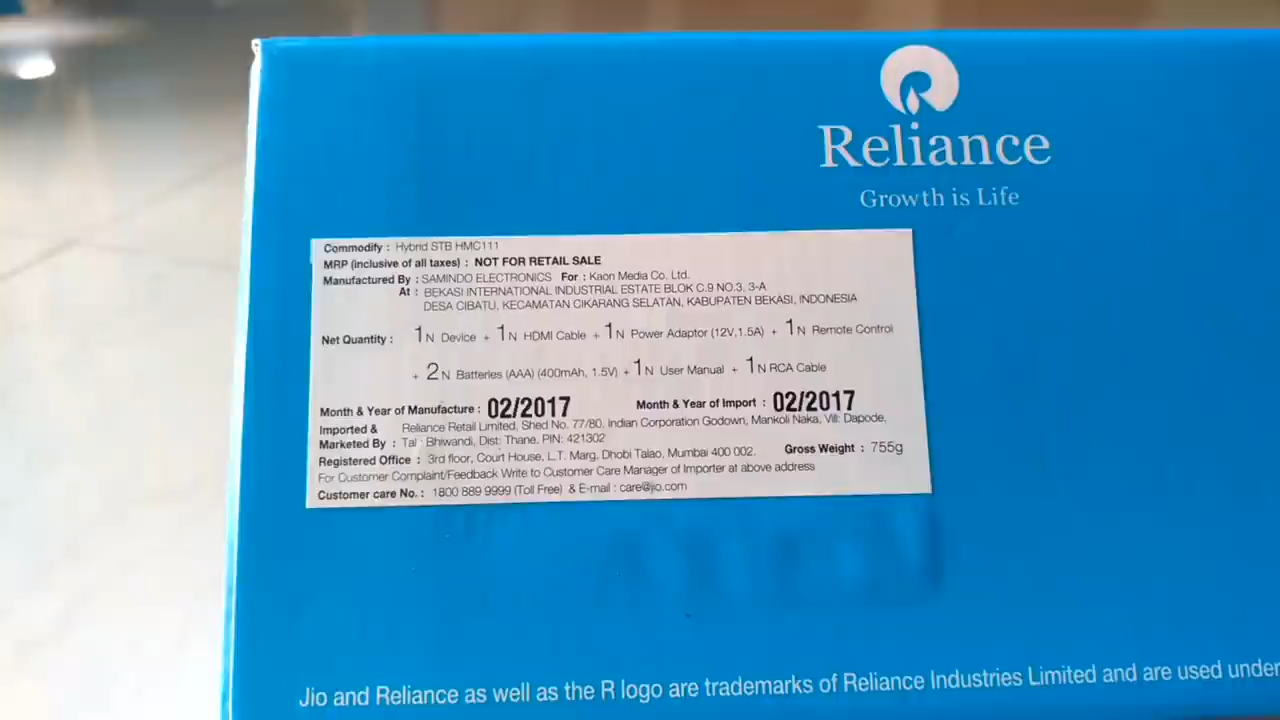 Reliance
Growth is Life
Commodity : Hybrid STB HMC111
MRP (inclusive of all taxes) : NOT FOR RETAIL SALE
Manufactured By : SAMINDO ELECTRONICS For : Kaon Media Co. Ltd.
At : BEKASI INTERNATIONAL INDUSTRIAL ESTATE BLOK C.9 NO.3, 3-A
DESA CIBATU, KECAMATAN CIKARANG SELATAN, KABUPATEN BEKASI, INDONESIA
Net Quantity : 1N Device + 1N HDMI Cable + 1N Power Adaptor (12V,1.5A) + 1N Remote Control
+ 2N Batteries (AAA) (400mAh, 1.5V) + 1N User Manual + 1N RCA Cable
Month & Year of Manufacture : 02/2017 Month & Year of Import : 02/2017
Imported & Reliance Retail Limited, Shed No. 77/80, Indian Corporation Godown, Mankoli Naka, Vill: Dapode,
Marketed By : Tal : Bhiwandi, Dist: Thane, PIN: 421302
Registered Office : 3rd floor, Court House, L.T. Marg, Dhobi Talao, Mumbai 400 002. Gross Weight : 755g
For Customer Complaint/Feedback Write to Customer Care Manager of Importer at above address
Customer care No. : 1800 889 9999 (Toll Free) & E-mail : care@jio.com
Jio and Reliance as well as the R logo are trademarks of Reliance Industries Limited and are used under